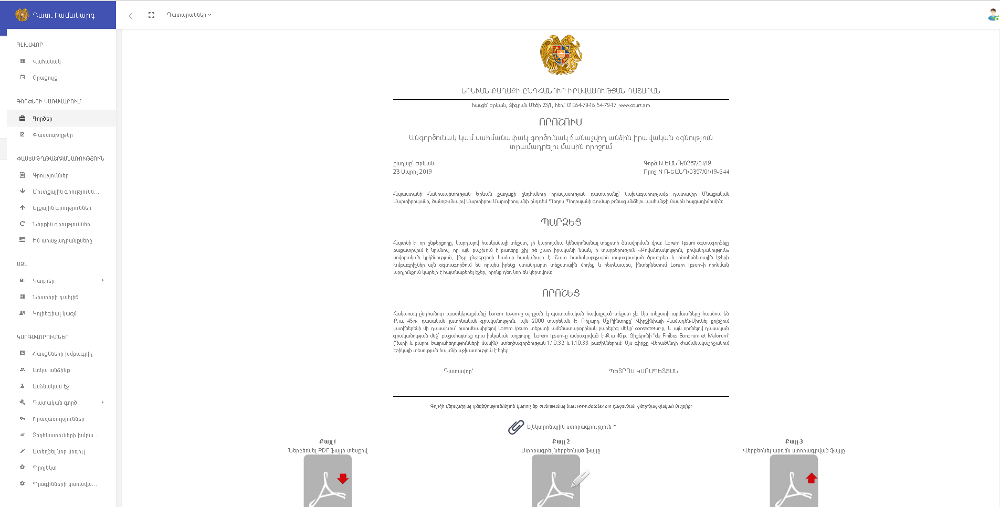 Դատ. համակարգ
Դատարաններ
ԳԼԽԱՎՈՐ
Վահանակ
Օրացույց
ԳՈՐԾԵՐԻ ԿԱՌԱՎԱՐՈՒՄ
Գործեր
Փաստաթղթեր
ՓԱՍՏԱԹՂԹԱՇՐՋԱՆԱՌՈՒԹՅՈՒՆ
Գրություններ
Մուտքային գրությունն...
Ելքային գրություններ
Ներքին գրություններ
Իմ առաջադրանքները
ԱՅԼ
Կադրեր
Նիստերի դահլիճ
Կոլիեգիալ կազմ
ԿԱՐԳԱՎՈՐՈՒՄՆԵՐ
Հասցեների խմբագրիչ
Առկա անձինք
Անձնական էջ
Դատական գործ
Իրավասություններ
Տեղեկատուների խմբա...
Ստեղծել նոր մոդուլ
Պրոյեկտ
Պլագինների կառավա...
ԵՐԵՒԱՆ ՔԱՂԱՔԻ ԸՆԴՀԱՆՈՒՐ ԻՐԱՎԱՍՈՒԹՅԱՆ ԴԱՏԱՐԱՆ
հասցե՝ Երևան, Տիգրան Մեծի 23/1, հեռ.՝ 01054-79-15 54-79-17, www.court.am
ՈՐՈՇՈՒՄ
Անգործունակ կամ սահմանափակ գործունակ ճանաչվող անձին իրավական օգնություն
տրամադրելու մասին որոշում
քաղաք՝ Երևան
Գործ N ԵԱՆԴ/0357/01/19
23 Ապրիլ 2019
Որոշ N Ո-ԵԱՆԴ/0357/01/19-644
Հայաստանի Հանրապետության Երևան քաղաքի ընդհանուր իրավասության դատարանը՝ նախագահությամբ դատավոր Մնացական
Մարտիրոսյանի, ծանոթանալով Մարտիրոս Մարտիրոսյանի ընդդեմ Պողոս Պողոսյանի գումար բռնագանձելու պահանջի մասին հայցադիմումին:
ՊԱՐԶԵՑ
Հայտնի է, որ ընթերցողը, կարդալով հասկանալի տեքստ, չի կարողանա կենտրոնանալ տեքստի ձևավորման վրա: Lorem Ipsum օգտագործելը
բացատրվում է նրանով, որ այն բաշխում է բառերը քիչ թե շատ իրականի նման, ի տարբերություն «Բովանդակություն, բովանդակություն»
սովորական կրկնության, ինչը ընթերցողի համար հասկանալի է: Շատ համակարգչային տպագրական ծրագրեր և ինտերնետային էջերի
խմբագրիչներ այն օգտագործում են որպես իրենց ստանդարտ տեքստային մոդել, և հետևապես, ինտերնետում Lorem Ipsum-ի որոնման
արդյունքում կարելի է հայտնաբերել էջեր, որոնք դեռ նոր են կերտվում:
ՈՐՈՇԵՑ
Հակառակ ընդհանուր պատկերացմանը՝ Lorem Ipsum-ը այդքան էլ պատահական հավաքված տեքստ չէ: Այս տեքստի արմատները հասնում են
Ք.ա. 45թ. դասական լատինական գրականություն. այն 2000 տարեկան է: Ռիչարդ ՄքՔլինտոքը՝ Վիրջինիայի Համպդեն-Սիդնեյ քոլեջում
լատիներենի մի դասախոս՝ ուսումնասիրելով Lorem Ipsum տեքստի ամենատարօրինակ բառերից մեկը՝ consectetur-ը, և այն որոնելով դասական
գրականության մեջ՝ բացահայտեց դրա իսկական աղբյուրը: Lorem Ipsum-ը ամրագրված է Ք.ա 45թ. Ցիցերոնի "de Finibus Bonorum et Malorum"
(Չարի և բարու ծայրահեղությունների մասին) ստեղծագործության 1.10.32 և 1.10.33 բաժիններում: Այս գիրքը Վերածննդի Ժամանակաշրջանում
էթիկայի տեսության հայտնի աշխատություն է եղել:
Դատավոր՝
ՊԵՏՐՈՍ ԿԱՐԱՊԵՏՅԱՆ
Գործի վերաբերյալ տեղեկություններին կարող եք ծանոթանալ նաև www.datalex.am դատական տեղեկատվական կայքից:
Էլեկտրոնային ստորագրություն *
Քայլ 1
Քայլ 2
Քայլ 3
Ներբեռնել PDF ֆայլի տեսքով
Ստորագրել ներբեռնած ֆայլը
Վերբեռնել արդեն ստորագրված ֆայլը